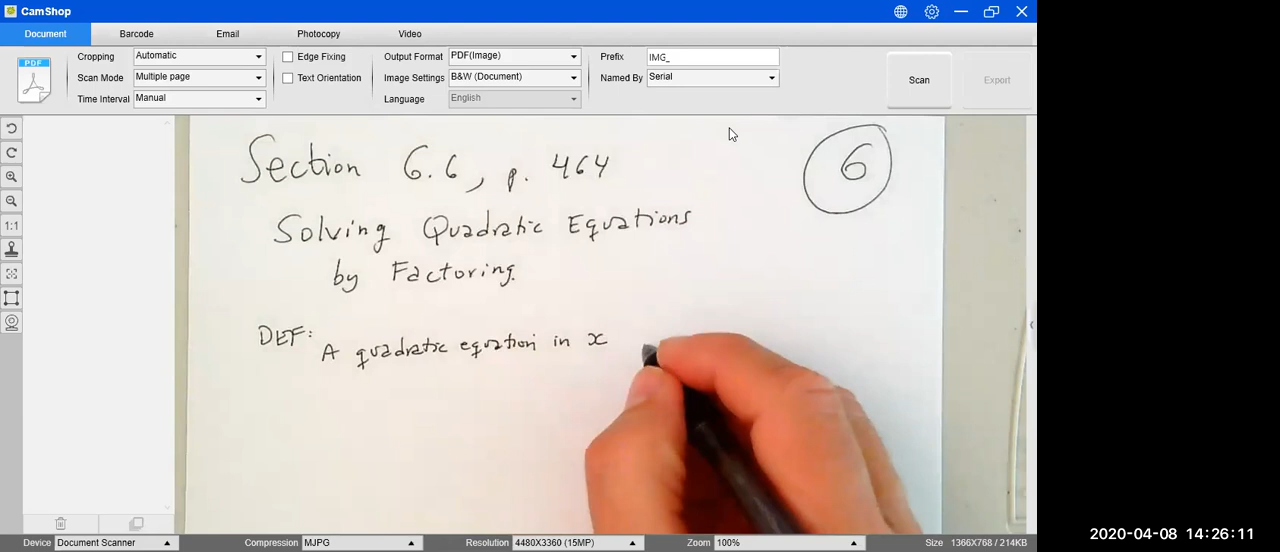 CamShop
Document Barcode Email Photocopy Video
PDF
Cropping Automatic Edge Fixing Output Format PDF(Image) Prefix IMG_
Scan Mode Multiple page Text Orientation Image Settings B&W (Document) Named By Serial Scan Export
Time Interval Manual Language English
1:1
Section 6.6, p. 464
6
Solving Quadratic Equations
by Factoring.
DEF:
A quadratic equation in x
Device Document Scanner Compression MJPG Resolution 4480X3360 (15MP) Zoom 100% Size 1366X768 / 214KB
2020-04-08 14:26:11